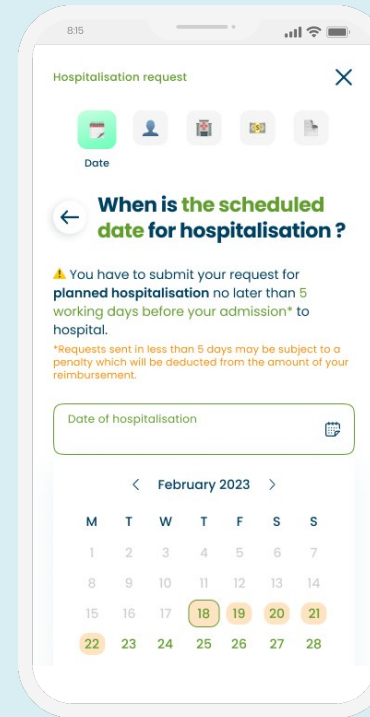 8:15
Hospitalisation request
Date
When is the scheduled
date for hospitalisation ?
You have to submit your request for
planned hospitalisation no later than 5
working days before your admission* to
hospital.
*Requests sent in less than 5 days may be subject to a
penalty which will be deducted from the amount of your
reimbursement.
Date of hospitalisation
February 2023
M T W T F S S
1 2 3 4 5 6 7
8 9 10 11 12 13 14
15 16 17 18 19 20 21
22 23 24 25 26 27 28